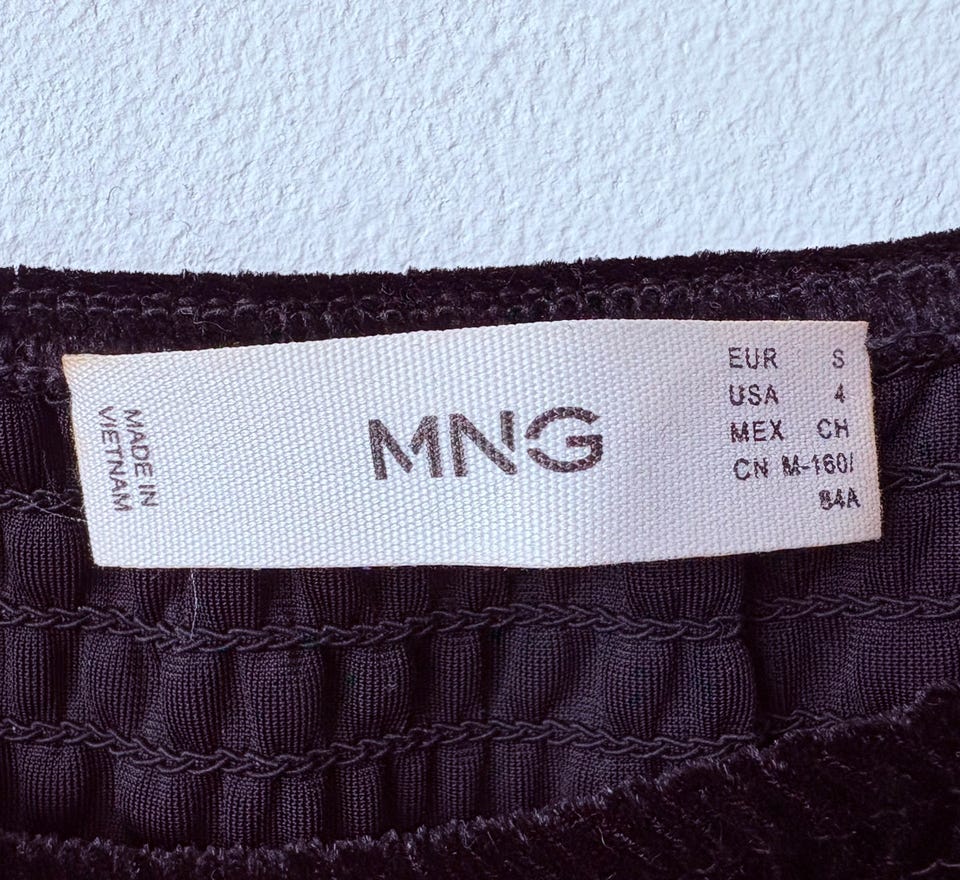 MADE IN
VIETNAM
MNG
EUR S
USA 4
MEX CH
CN M-160/
84A